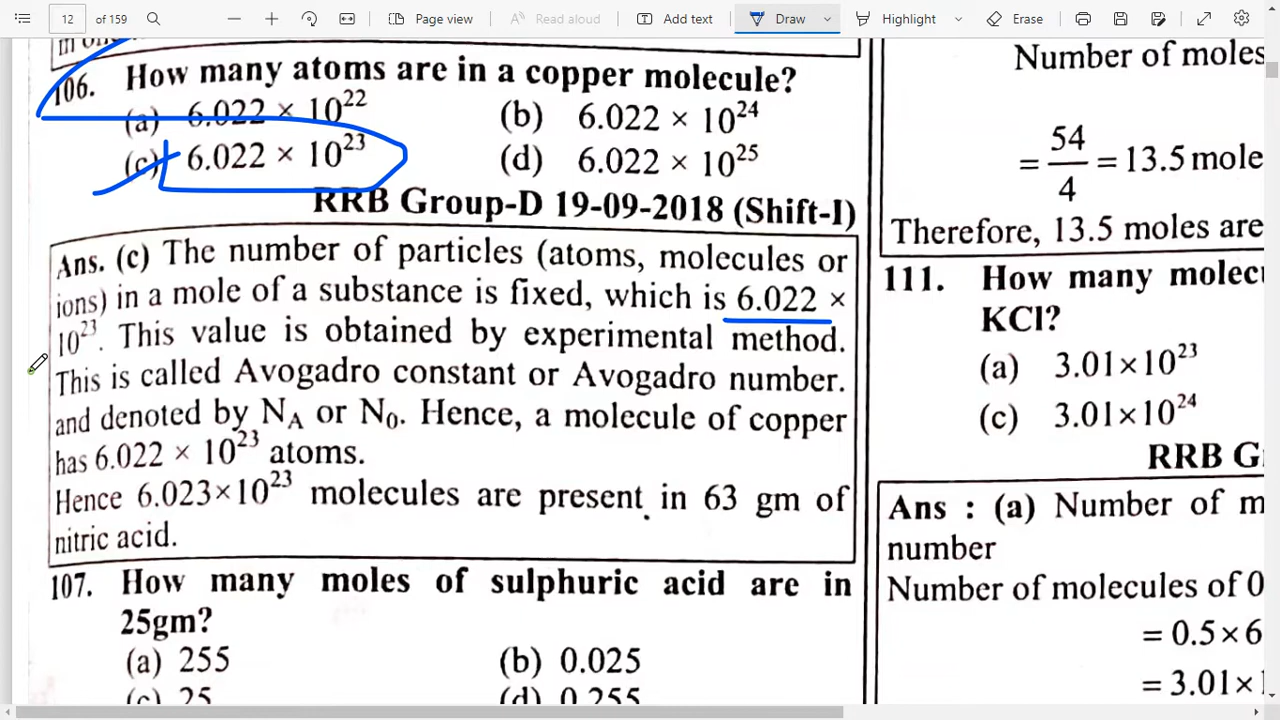 12 of 159 Page view Read aloud Add text Draw Highlight Erase
106. How many atoms are in a copper molecule?
(a) 6.022 × 10²² (b) 6.022 × 10²⁴
(c) 6.022 × 10²³ (d) 6.022 × 10²⁵
RRB Group-D 19-09-2018 (Shift-I)
Ans. (c) The number of particles (atoms, molecules or
ions) in a mole of a substance is fixed, which is 6.022 ×
10²³. This value is obtained by experimental method.
This is called Avogadro constant or Avogadro number.
and denoted by Nᴀ or N₀. Hence, a molecule of copper
has 6.022 × 10²³ atoms.
Hence 6.023×10²³ molecules are present in 63 gm of
nitric acid.
107. How many moles of sulphuric acid are in
25gm?
(a) 255 (b) 0.025
(c) 25 (d) 0.255
Number of moles
= 54/4 = 13.5 mole
Therefore, 13.5 moles are
111. How many molec
KCl?
(a) 3.01×10²³
(c) 3.01×10²⁴
RRB G
Ans : (a) Number of m
number
Number of molecules of 0
= 0.5×6
= 3.01×